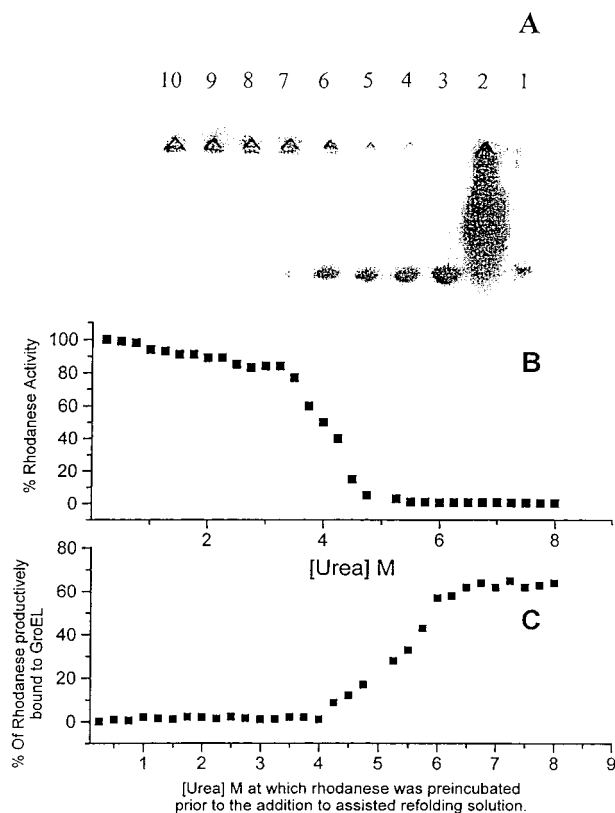 A
10 9 8 7 6 5 4 3 2 1
100
80
60
40
20
0
% Rhodanese Activity
B
2 4 6 8
[Urea] M
80
60
40
20
0
% Of Rhodanese productively
bound to GroEL
C
1 2 3 4 5 6 7 8 9
[Urea] M at which rhodanese was preincubated
prior to the addition to assisted refolding solution.